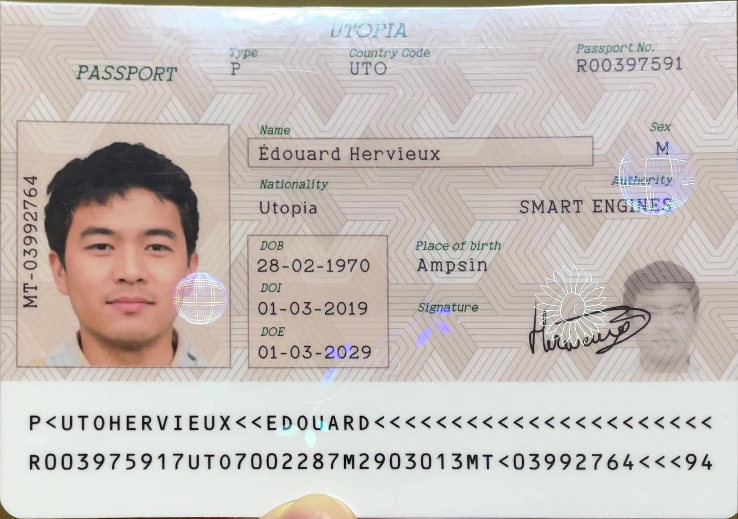 UTOPIA
PASSPORT
Type
P
Country Code
UTO
Passport No.
R00397591
Name
Édouard Hervieux
Sex
M
Nationality
Utopia
Authority
SMART ENGINES
DOB
28-02-1970
DOI
01-03-2019
DOE
01-03-2029
Place of birth
Ampsin
Signature
MT-03992764
P<UTOHERVIEUX<<EDOUARD<<<<<<<<<<<<<<<<<<<<<<
R003975917UTO7002287M2903013MT<03992764<<<94